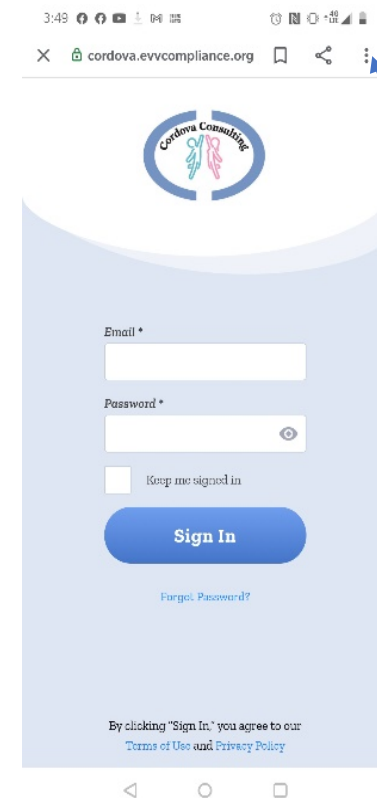 3:49
cordova.evvcompliance.org
Cordova Consulting
Email *
Password *
Keep me signed in
Sign In
Forgot Password?
By clicking "Sign In," you agree to our
Terms of Use and Privacy Policy